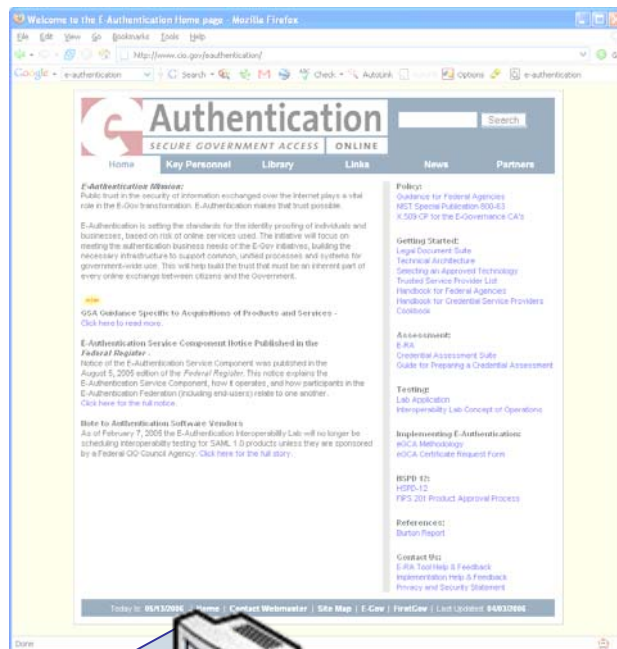 Welcome to the E-Authentication Home page - Mozilla Firefox
File Edit View Go Bookmarks Tools Help
http://www.cio.gov/eauthentication/
Google e-authentication Search Check AutoLink Options e-authentication
Authentication
SECURE GOVERNMENT ACCESS ONLINE
Search
Home Key Personnel Library Links News Partners
E-Authentication Mission:
Public trust in the security of information exchanged over the Internet plays a vital
role in the E-Gov transformation. E-Authentication makes that trust possible.
E-Authentication is setting the standards for the identity proofing of individuals and
businesses, based on risk of online services used. The initiative will focus on
meeting the authentication business needs of the E-Gov initiatives, building the
necessary infrastructure to support common, unified processes and systems for
government-wide use. This will help build the trust that must be an inherent part of
every online exchange between citizens and the Government.
GSA Guidance Specific to Acquisitions of Products and Services -
Click here to read more.
E-Authentication Service Component Notice Published in the
Federal Register -
Notice of the E-Authentication Service Component was published in the
August 5, 2005 edition of the Federal Register. This notice explains the
E-Authentication Service Component, how it operates, and how participants in the
E-Authentication Federation (including end-users) relate to one another.
Click here for the full notice.
Note to Authentication Software Vendors
As of February 7, 2006 the E-Authentication Interoperability Lab will no longer be
scheduling interoperability testing for SAML 1.0 products unless they are sponsored
by a Federal CIO Council Agency. Click here for the full story.
Policy:
Guidance for Federal Agencies
NIST Special Publication 800-63
X.509 CP for the E-Governance CA's
Getting Started:
Legal Document Suite
Technical Architecture
Selecting an Approved Technology
Trusted Service Provider List
Handbook for Federal Agencies
Handbook for Credential Service Providers
Cookbook
Assessment:
E-RA
Credential Assessment Suite
Guide for Preparing a Credential Assessment
Testing:
Lab Application
Interoperability Lab Concept of Operations
Implementing E-Authentication:
eGCA Methodology
eGCA Certificate Request Form
HSPD 12:
HSPD-12
FIPS 201 Product Approval Process
References:
Burton Report
Contact Us:
E-RA Tool Help & Feedback
Implementation Help & Feedback
Privacy and Security Statement
Today is: 05/13/2006 | Home | Contact Webmaster | Site Map | E-Gov | FirstGov | Last Updated: 04/03/2006
Done